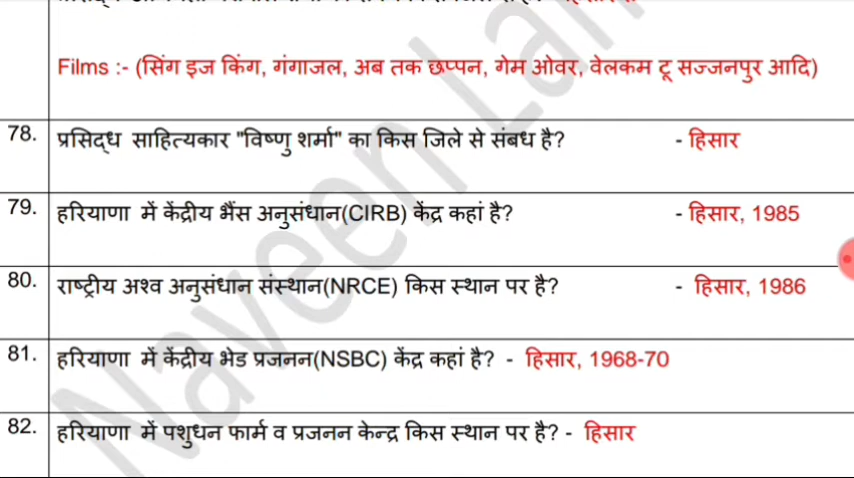 Films :- (सिंग इज किंग, गंगाजल, अब तक छप्पन, गेम ओवर, वेलकम टू सज्जनपुर आदि)
78. प्रसिद्ध साहित्यकार "विष्णु शर्मा" का किस जिले से संबध है? - हिसार
79. हरियाणा में केंद्रीय भैंस अनुसंधान(CIRB) केंद्र कहां है? - हिसार, 1985
80. राष्ट्रीय अश्व अनुसंधान संस्थान(NRCE) किस स्थान पर है? - हिसार, 1986
81. हरियाणा में केंद्रीय भेड प्रजनन(NSBC) केंद्र कहां है? - हिसार, 1968-70
82. हरियाणा में पशुधन फार्म व प्रजनन केन्द्र किस स्थान पर है? - हिसार
Naveen